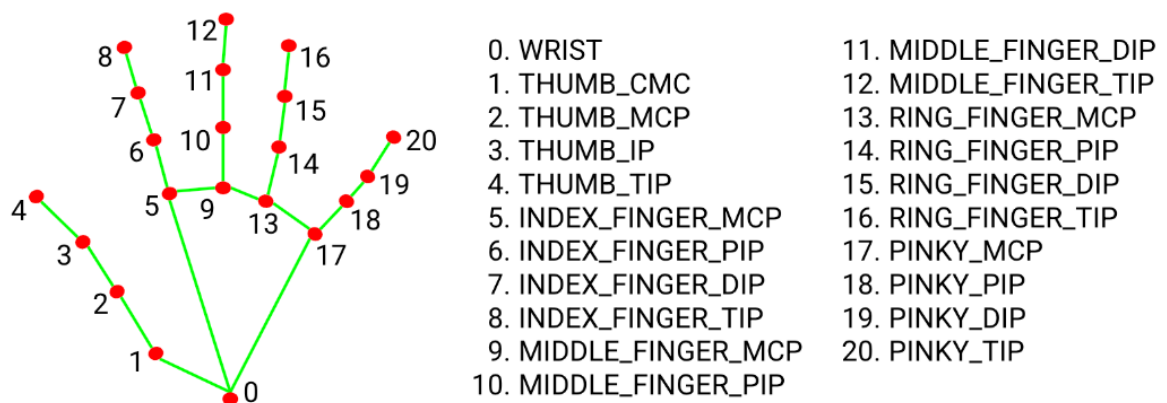 12
8
16
11
7
15
10
6
20
14
19
4
5
9
13
18
3
17
2
1
0
0. WRIST
1. THUMB_CMC
2. THUMB_MCP
3. THUMB_IP
4. THUMB_TIP
5. INDEX_FINGER_MCP
6. INDEX_FINGER_PIP
7. INDEX_FINGER_DIP
8. INDEX_FINGER_TIP
9. MIDDLE_FINGER_MCP
10. MIDDLE_FINGER_PIP
11. MIDDLE_FINGER_DIP
12. MIDDLE_FINGER_TIP
13. RING_FINGER_MCP
14. RING_FINGER_PIP
15. RING_FINGER_DIP
16. RING_FINGER_TIP
17. PINKY_MCP
18. PINKY_PIP
19. PINKY_DIP
20. PINKY_TIP